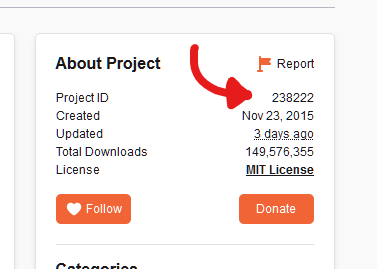 About Project
Report
Project ID 238222
Created Nov 23, 2015
Updated 3 days ago
Total Downloads 149,576,355
License MIT License
Follow Donate
Categories